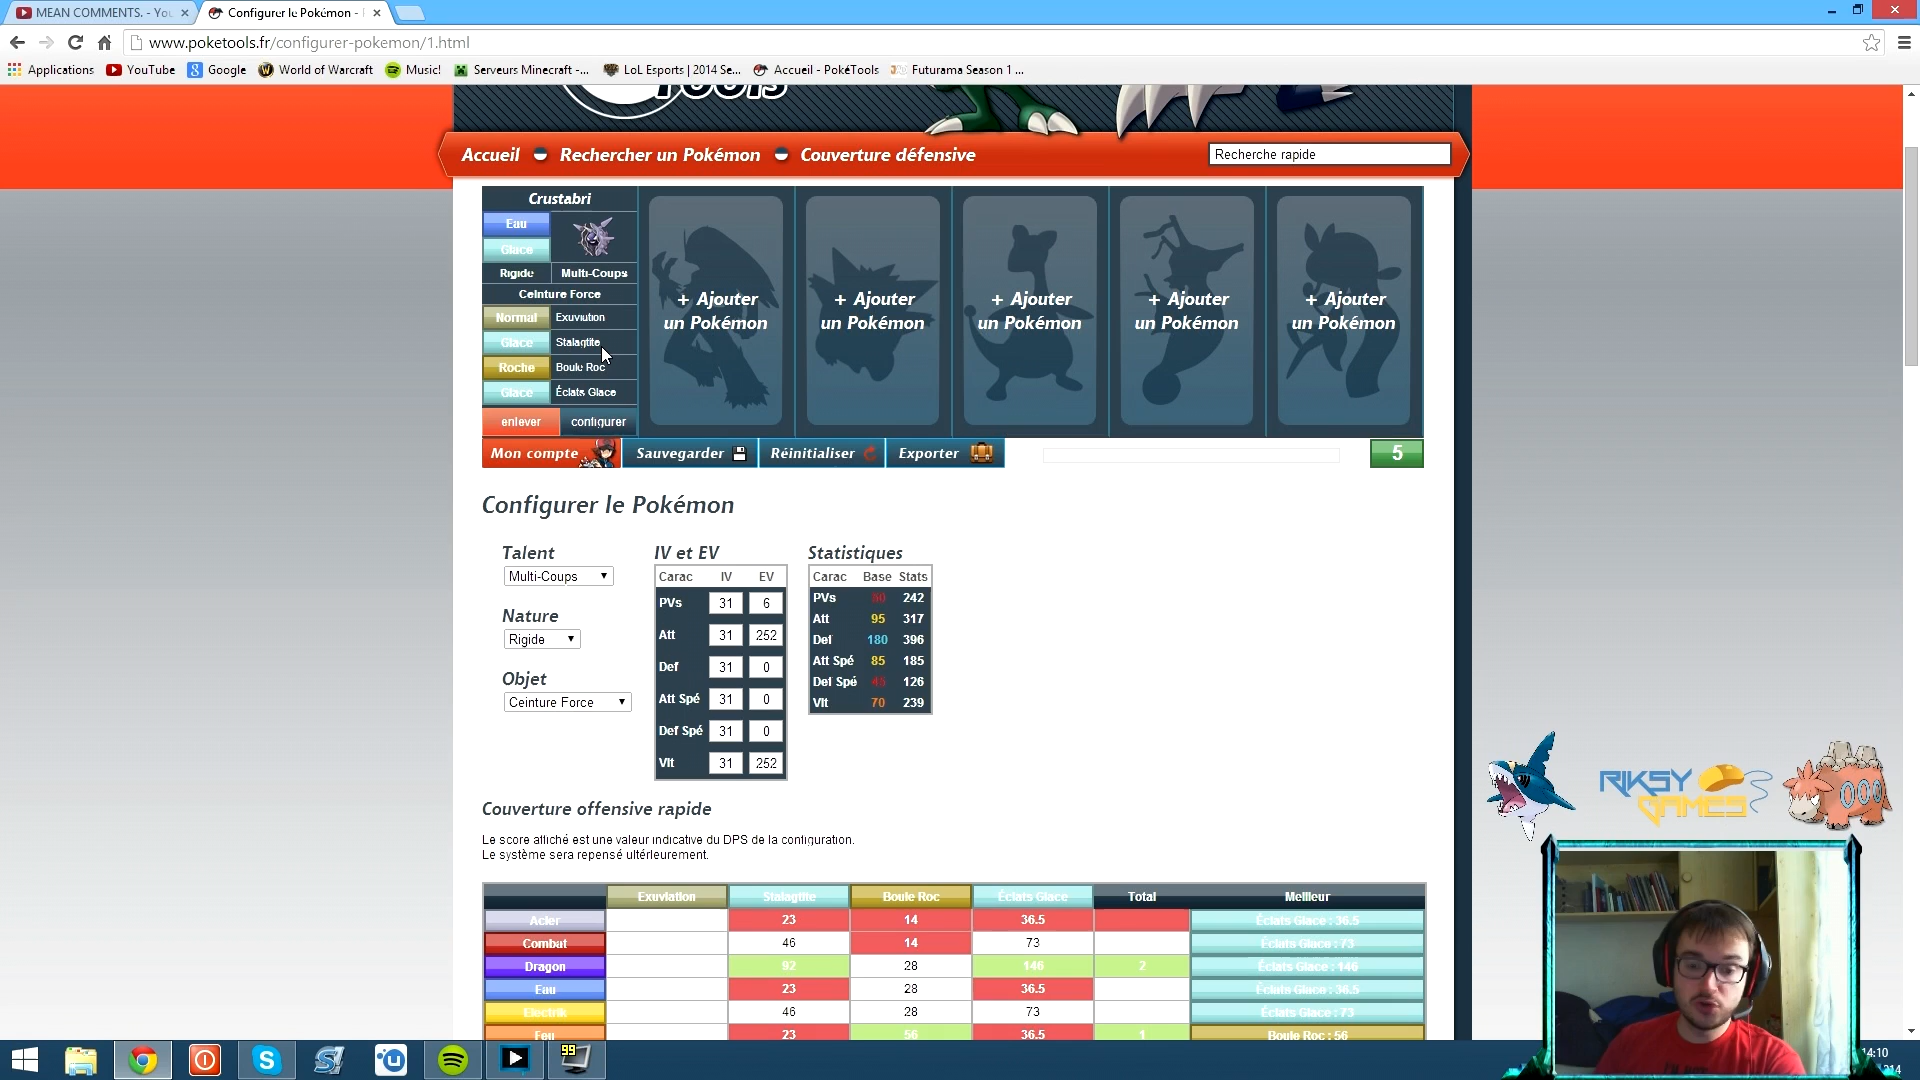 MEAN COMMENTS. - You
Configurer le Pokémon -
www.poketools.fr/configurer-pokemon/1.html
Applications YouTube Google World of Warcraft Music! Serveurs Minecraft -... LoL Esports | 2014 Se... Accueil - PokéTools Futurama Season 1 ...
Accueil Rechercher un Pokémon Couverture défensive Recherche rapide
Crustabri
Eau
Glace
Rigide Multi-Coups
Ceinture Force
Normal Exuviation
Glace Stalagtite
Roche Boule Roc
Glace Éclats Glace
enlever configurer
+ Ajouter un Pokémon
+ Ajouter un Pokémon
+ Ajouter un Pokémon
+ Ajouter un Pokémon
+ Ajouter un Pokémon
Mon compte Sauvegarder Réinitialiser Exporter 5
Configurer le Pokémon
Talent
Multi-Coups
Nature
Rigide
Objet
Ceinture Force
IV et EV
Carac IV EV
PVs 31 6
Att 31 252
Def 31 0
Att Spé 31 0
Def Spé 31 0
Vit 31 252
Statistiques
Carac Base Stats
PVs 50 242
Att 95 317
Def 180 396
Att Spé 85 185
Def Spé 45 126
Vit 70 239
Couverture offensive rapide
Le score affiché est une valeur indicative du DPS de la configuration.
Le système sera repensé ultérieurement.
Exuviation Stalagtite Boule Roc Éclats Glace Total Meilleur
Acier 23 14 36.5 Éclats Glace : 36.5
Combat 46 14 73 Éclats Glace : 73
Dragon 92 28 146 2 Éclats Glace : 146
Eau 23 28 36.5 Éclats Glace : 36.5
Electrik 46 28 73 Éclats Glace : 73
Feu 23 56 36.5 1 Boule Roc : 56
RIKSY
GAMES
99
14:10